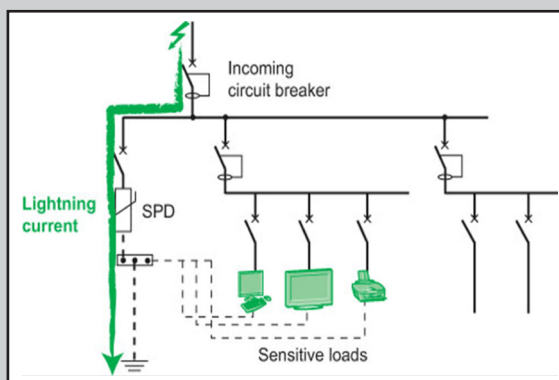 Incoming
circuit breaker
Lightning
current
SPD
Sensitive loads